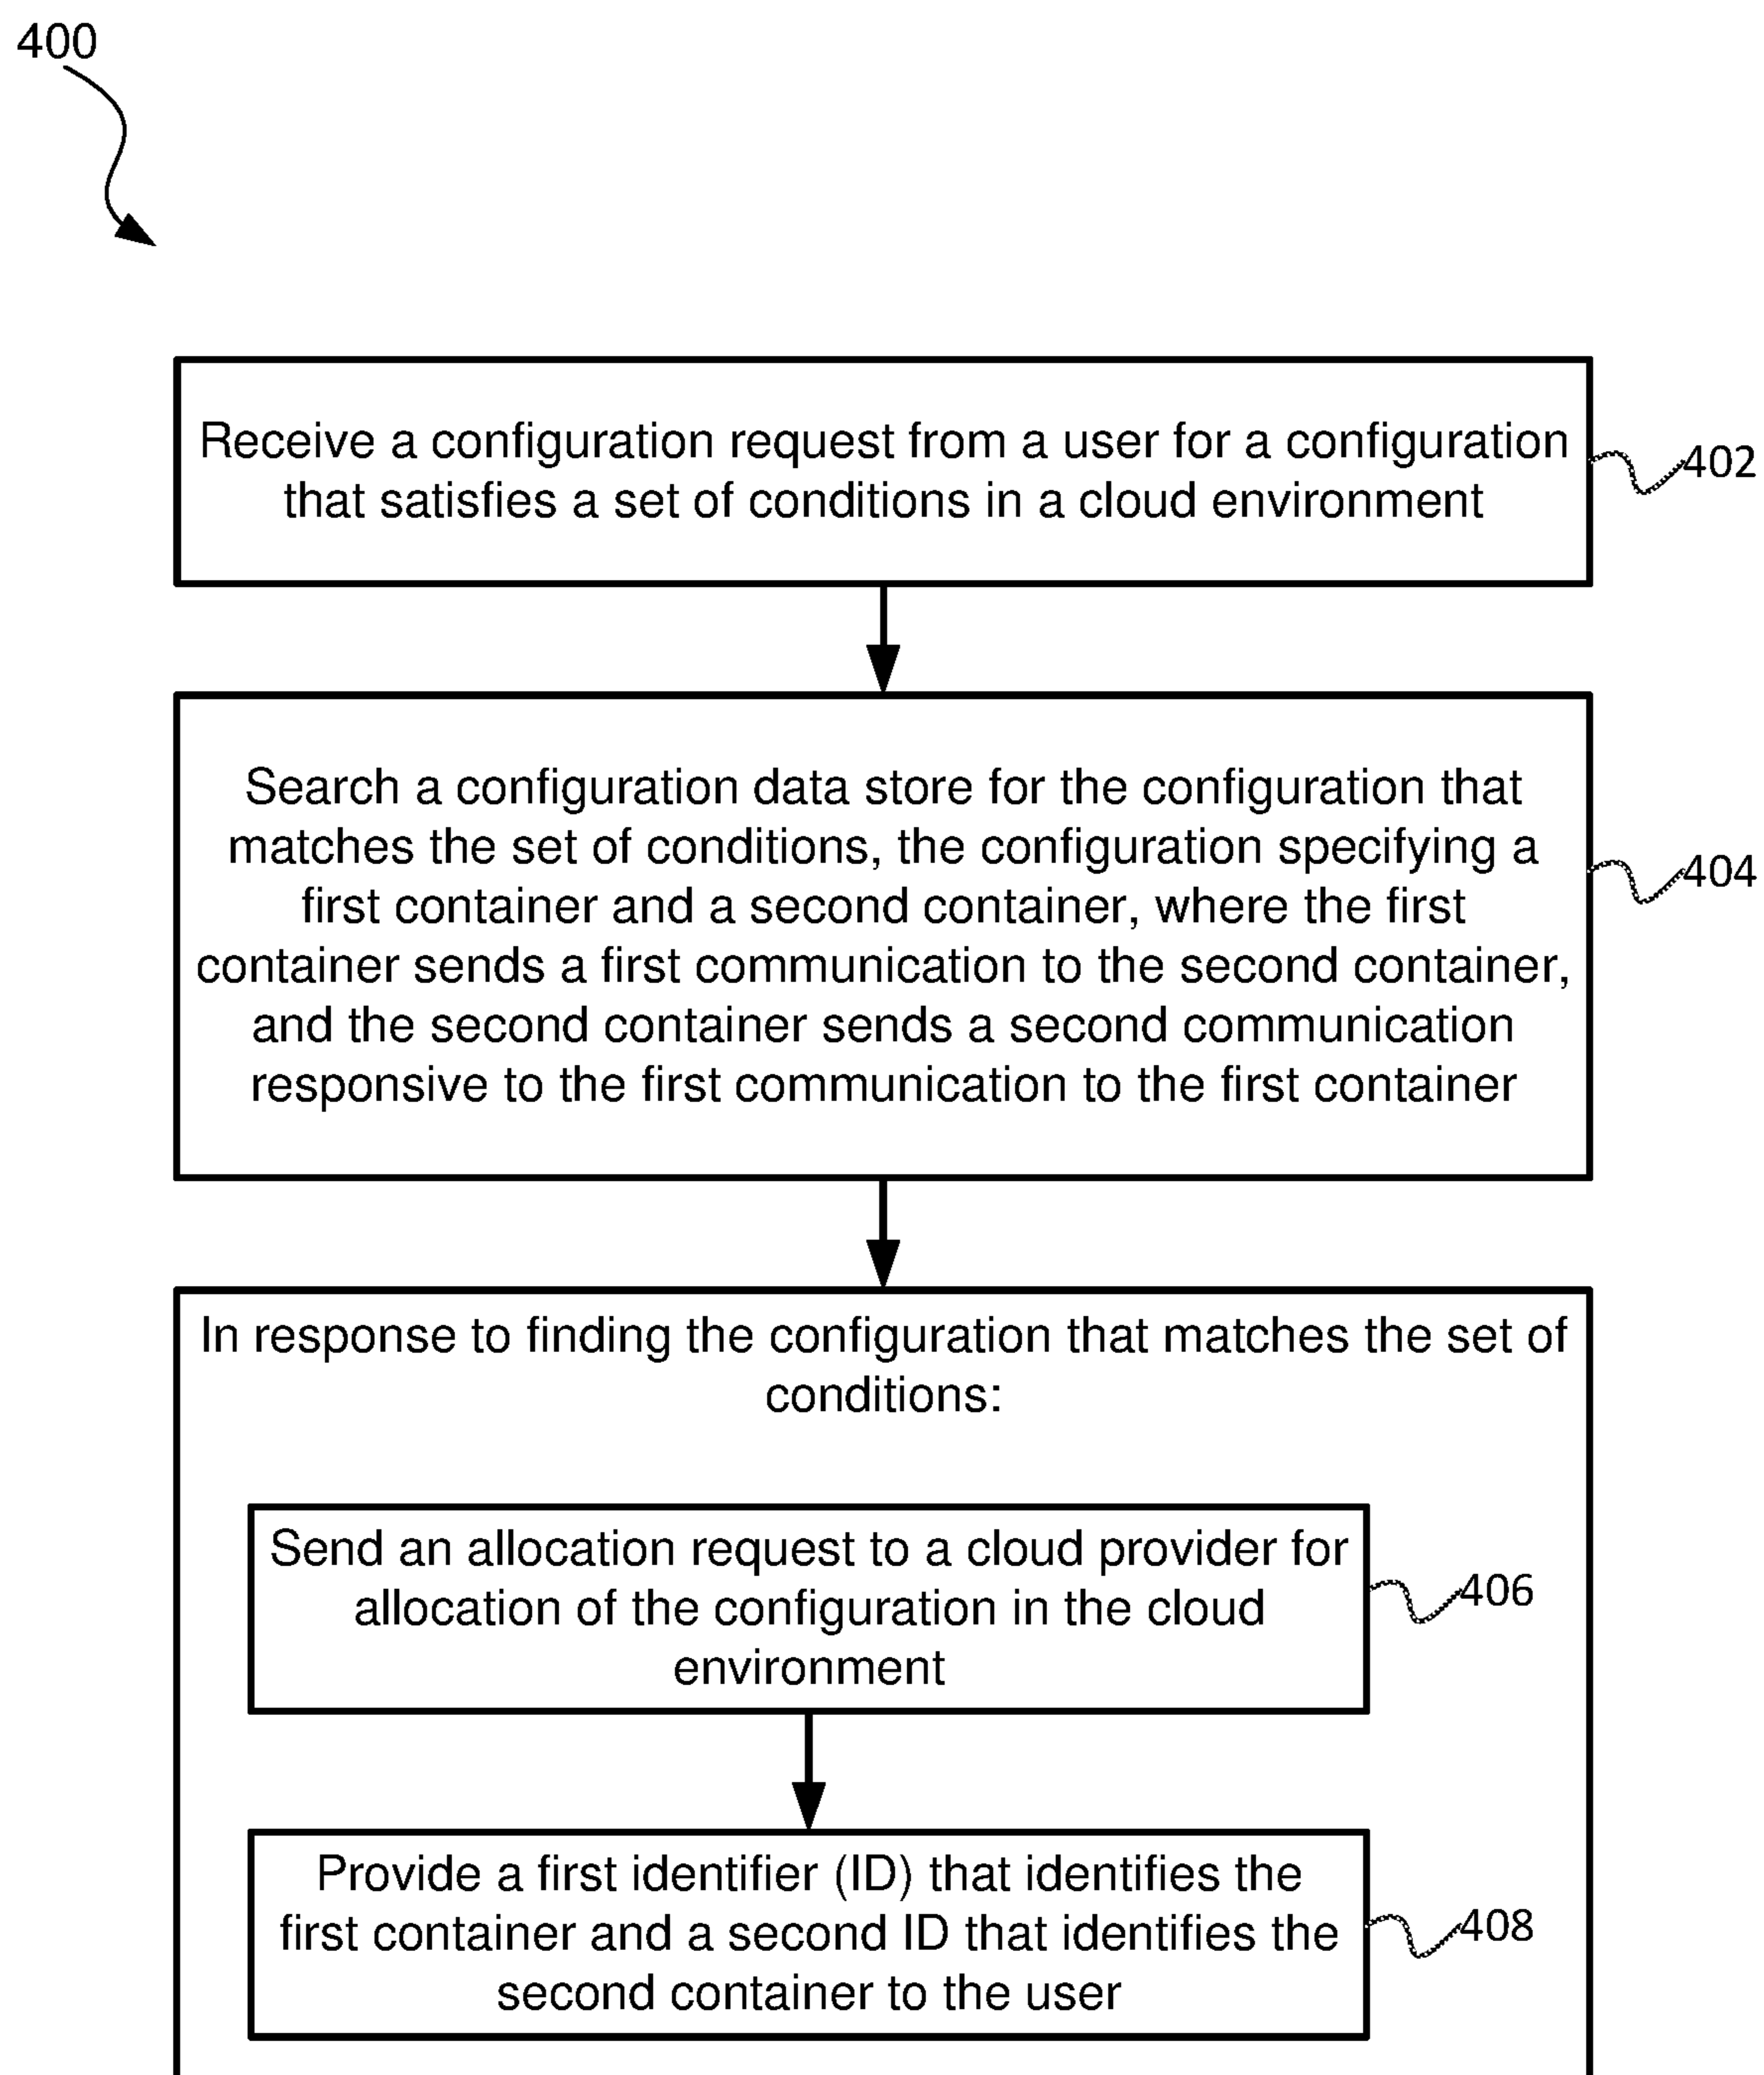 400
Receive a configuration request from a user for a configuration
that satisfies a set of conditions in a cloud environment
402
Search a configuration data store for the configuration that
matches the set of conditions, the configuration specifying a
first container and a second container, where the first
container sends a first communication to the second container,
and the second container sends a second communication
responsive to the first communication to the first container
404
In response to finding the configuration that matches the set of
conditions:
Send an allocation request to a cloud provider for
allocation of the configuration in the cloud
environment
406
Provide a first identifier (ID) that identifies the
first container and a second ID that identifies the
second container to the user
408